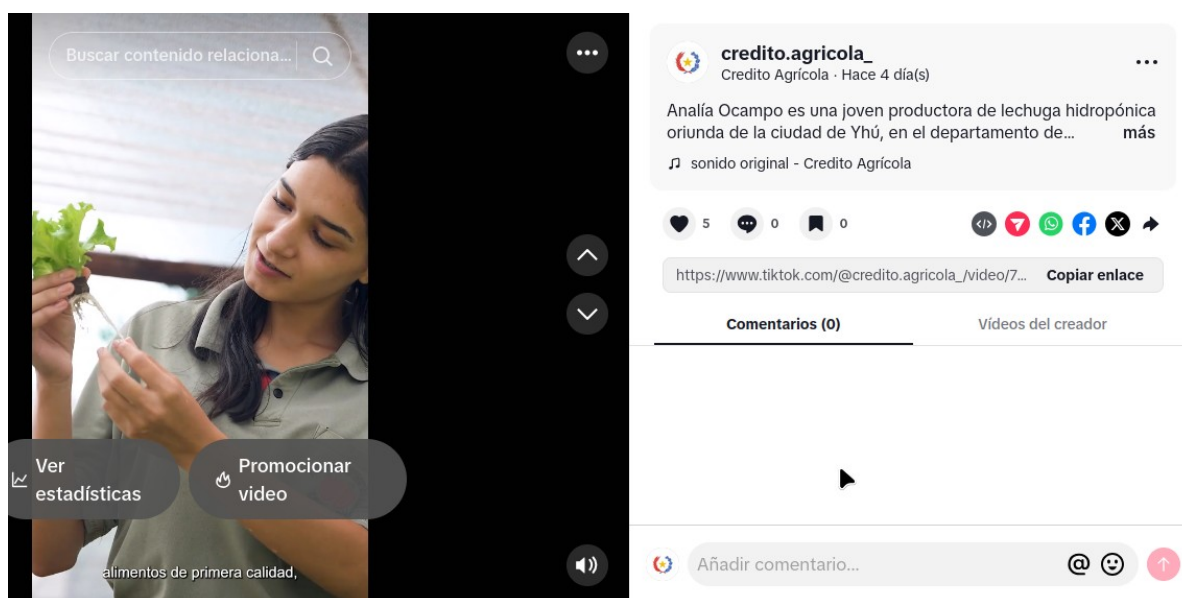 Buscar contenido relaciona...
Ver
estadísticas
Promocionar
video
alimentos de primera calidad,
credito.agricola_
Credito Agrícola · Hace 4 día(s)
Analía Ocampo es una joven productora de lechuga hidropónica
oriunda de la ciudad de Yhú, en el departamento de... más
sonido original - Credito Agrícola
5 0 0
https://www.tiktok.com/@credito.agricola_/video/7... Copiar enlace
Comentarios (0) Vídeos del creador
Añadir comentario... @